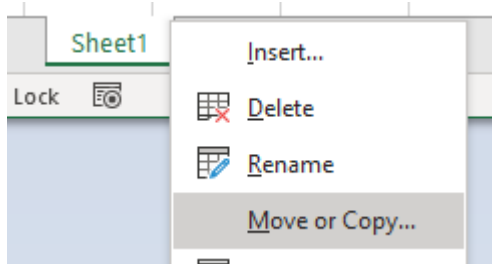 Sheet1
Insert...
Lock
Delete
Rename
Move or Copy...